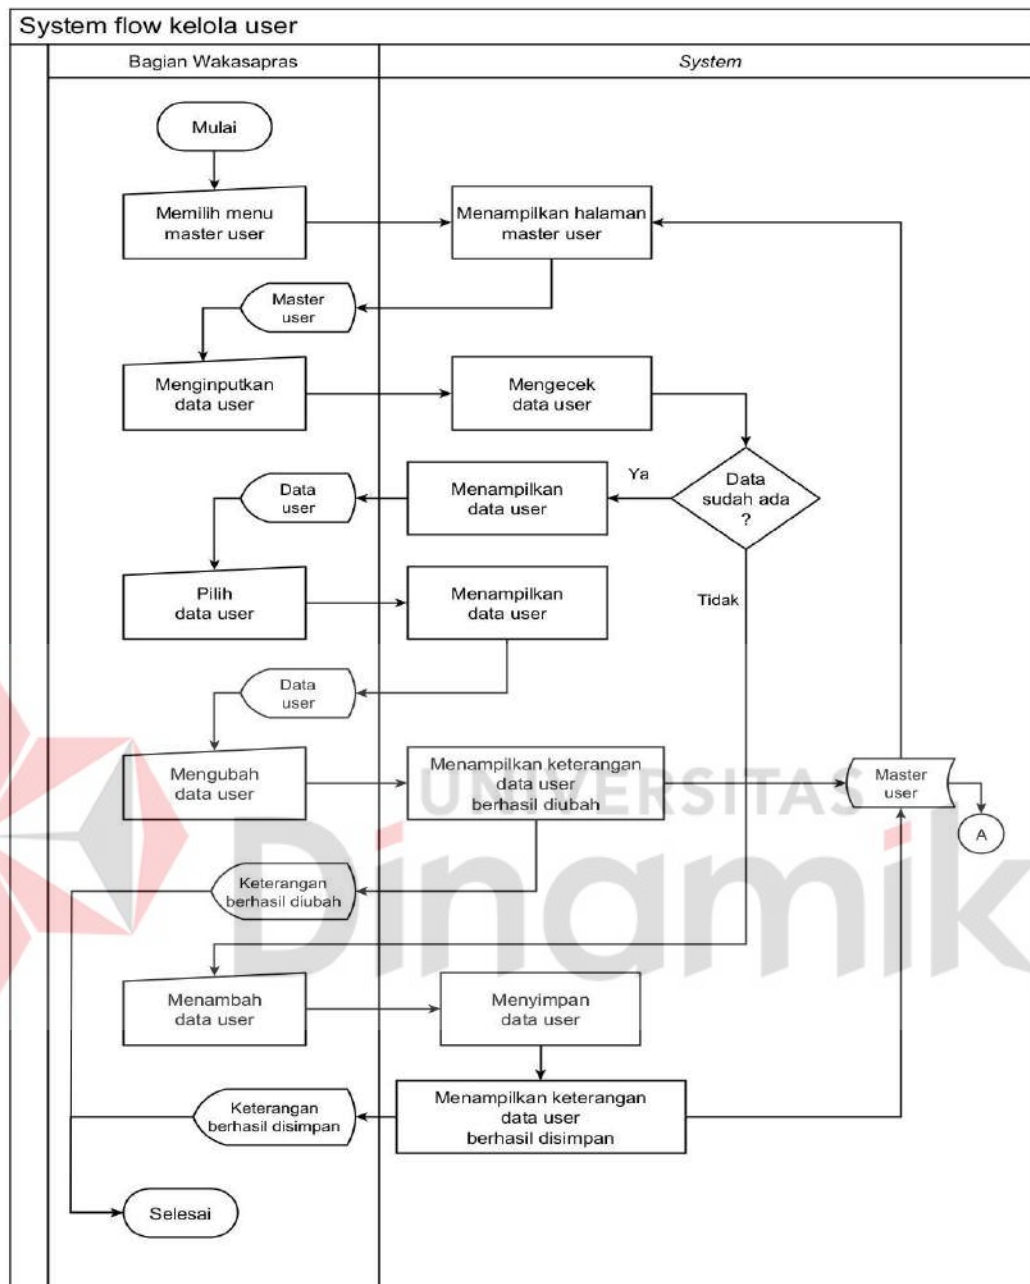 System flow kelola user
Bagian Wakasapras
System
Mulai
Memilih menu
master user
Menampilkan halaman
master user
Master
user
Menginputkan
data user
Mengecek
data user
Data
sudah ada
?
Ya
Menampilkan
data user
Data
user
Pilih
data user
Menampilkan
data user
Tidak
Data
user
Mengubah
data user
Menampilkan keterangan
data user
berhasil diubah
Master
user
A
UNIVERSITAS
Dinamika
Keterangan
berhasil diubah
Menambah
data user
Menyimpan
data user
Menampilkan keterangan
data user
berhasil disimpan
Keterangan
berhasil disimpan
Selesai